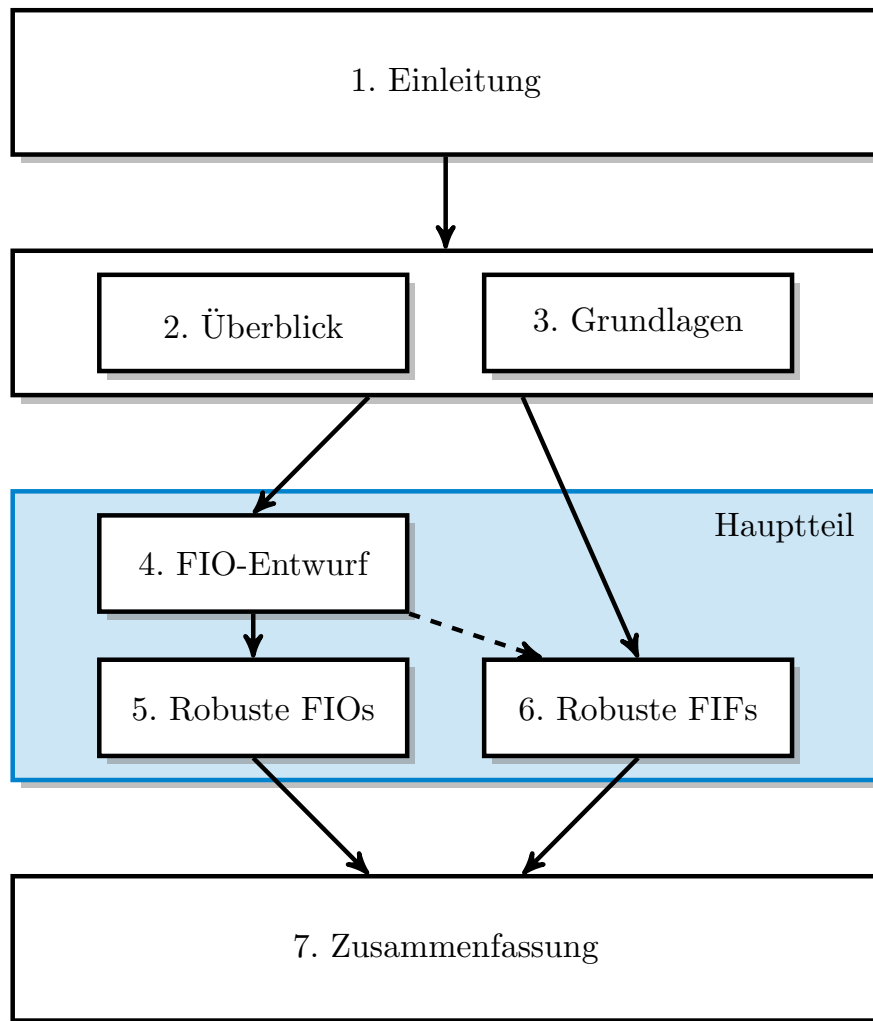 1. Einleitung
2. Überblick
3. Grundlagen
Hauptteil
4. FIO-Entwurf
5. Robuste FIOs
6. Robuste FIFs
7. Zusammenfassung